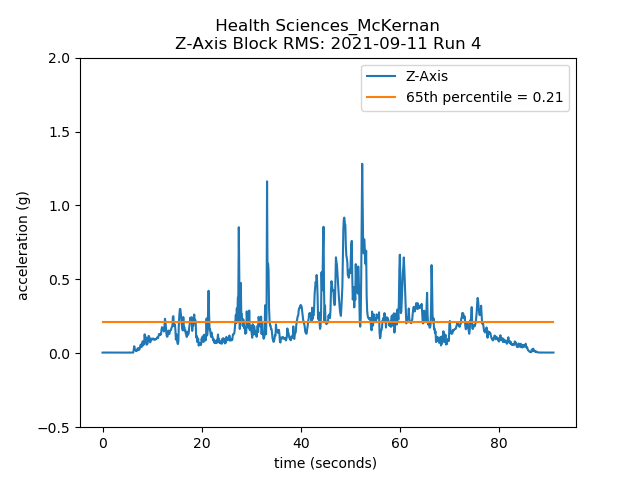 Health Sciences_McKernan
Z-Axis Block RMS: 2021-09-11 Run 4
2.0
1.5
1.0
0.5
0.0
−0.5
acceleration (g)
Z-Axis
65th percentile = 0.21
0 20 40 60 80
time (seconds)